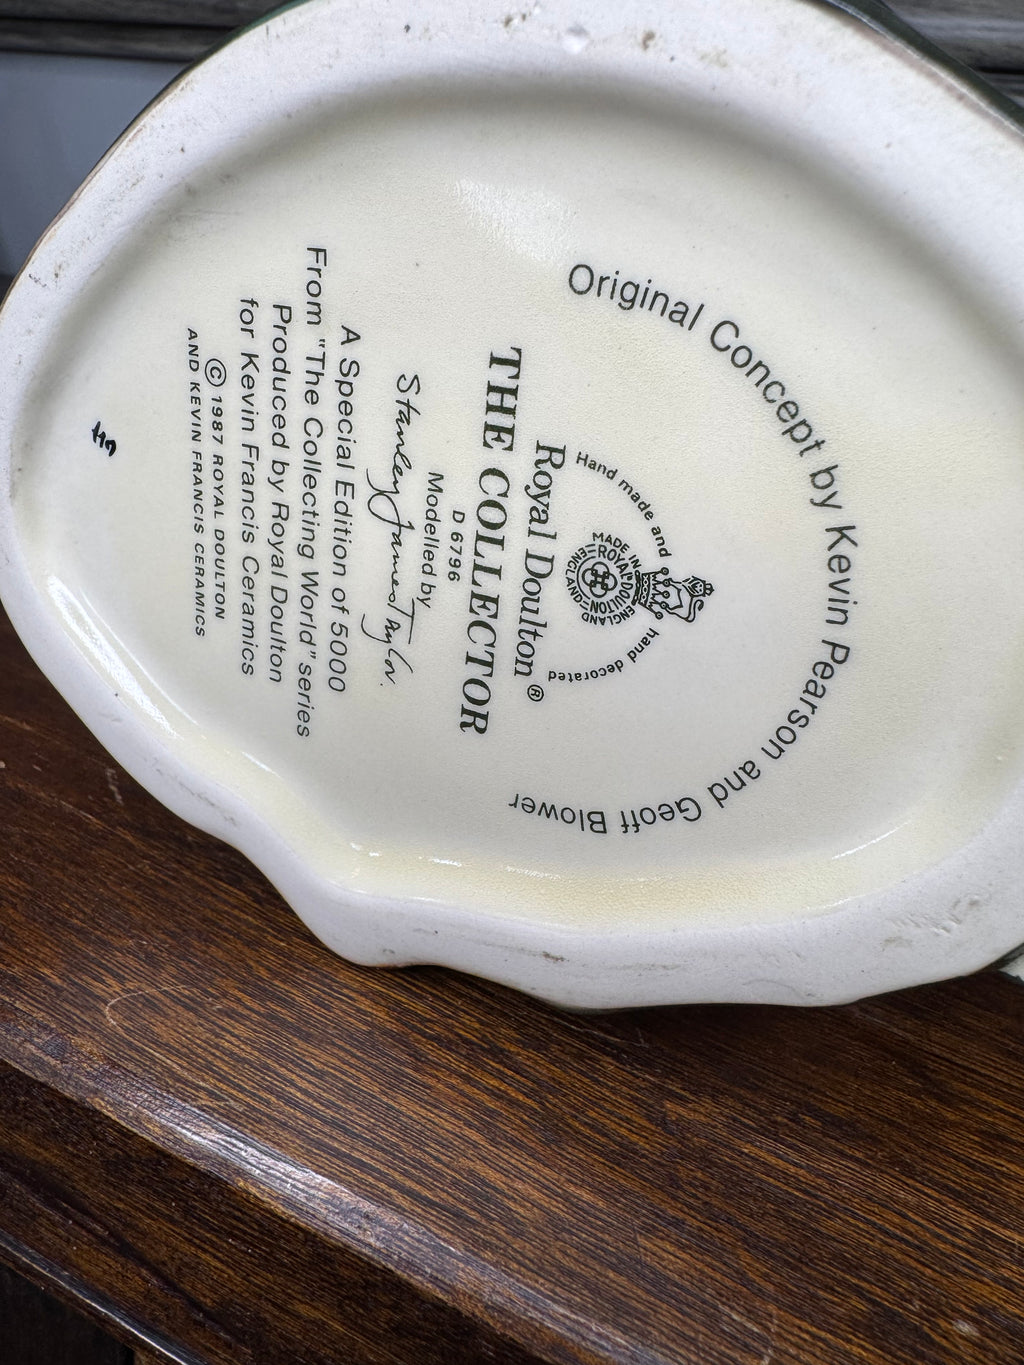 Original Concept by Kevin Pearson and Geoff Blower
Hand made and hand decorated
MADE IN ENGLAND
ROYAL DOULTON ENGLAND
Royal Doulton®
THE COLLECTOR
D 6796
Modelled by
Stanley James Taylor.
A Special Edition of 5000
From "The Collecting World" series
Produced by Royal Doulton
for Kevin Francis Ceramics
© 1987 ROYAL DOULTON
AND KEVIN FRANCIS CERAMICS